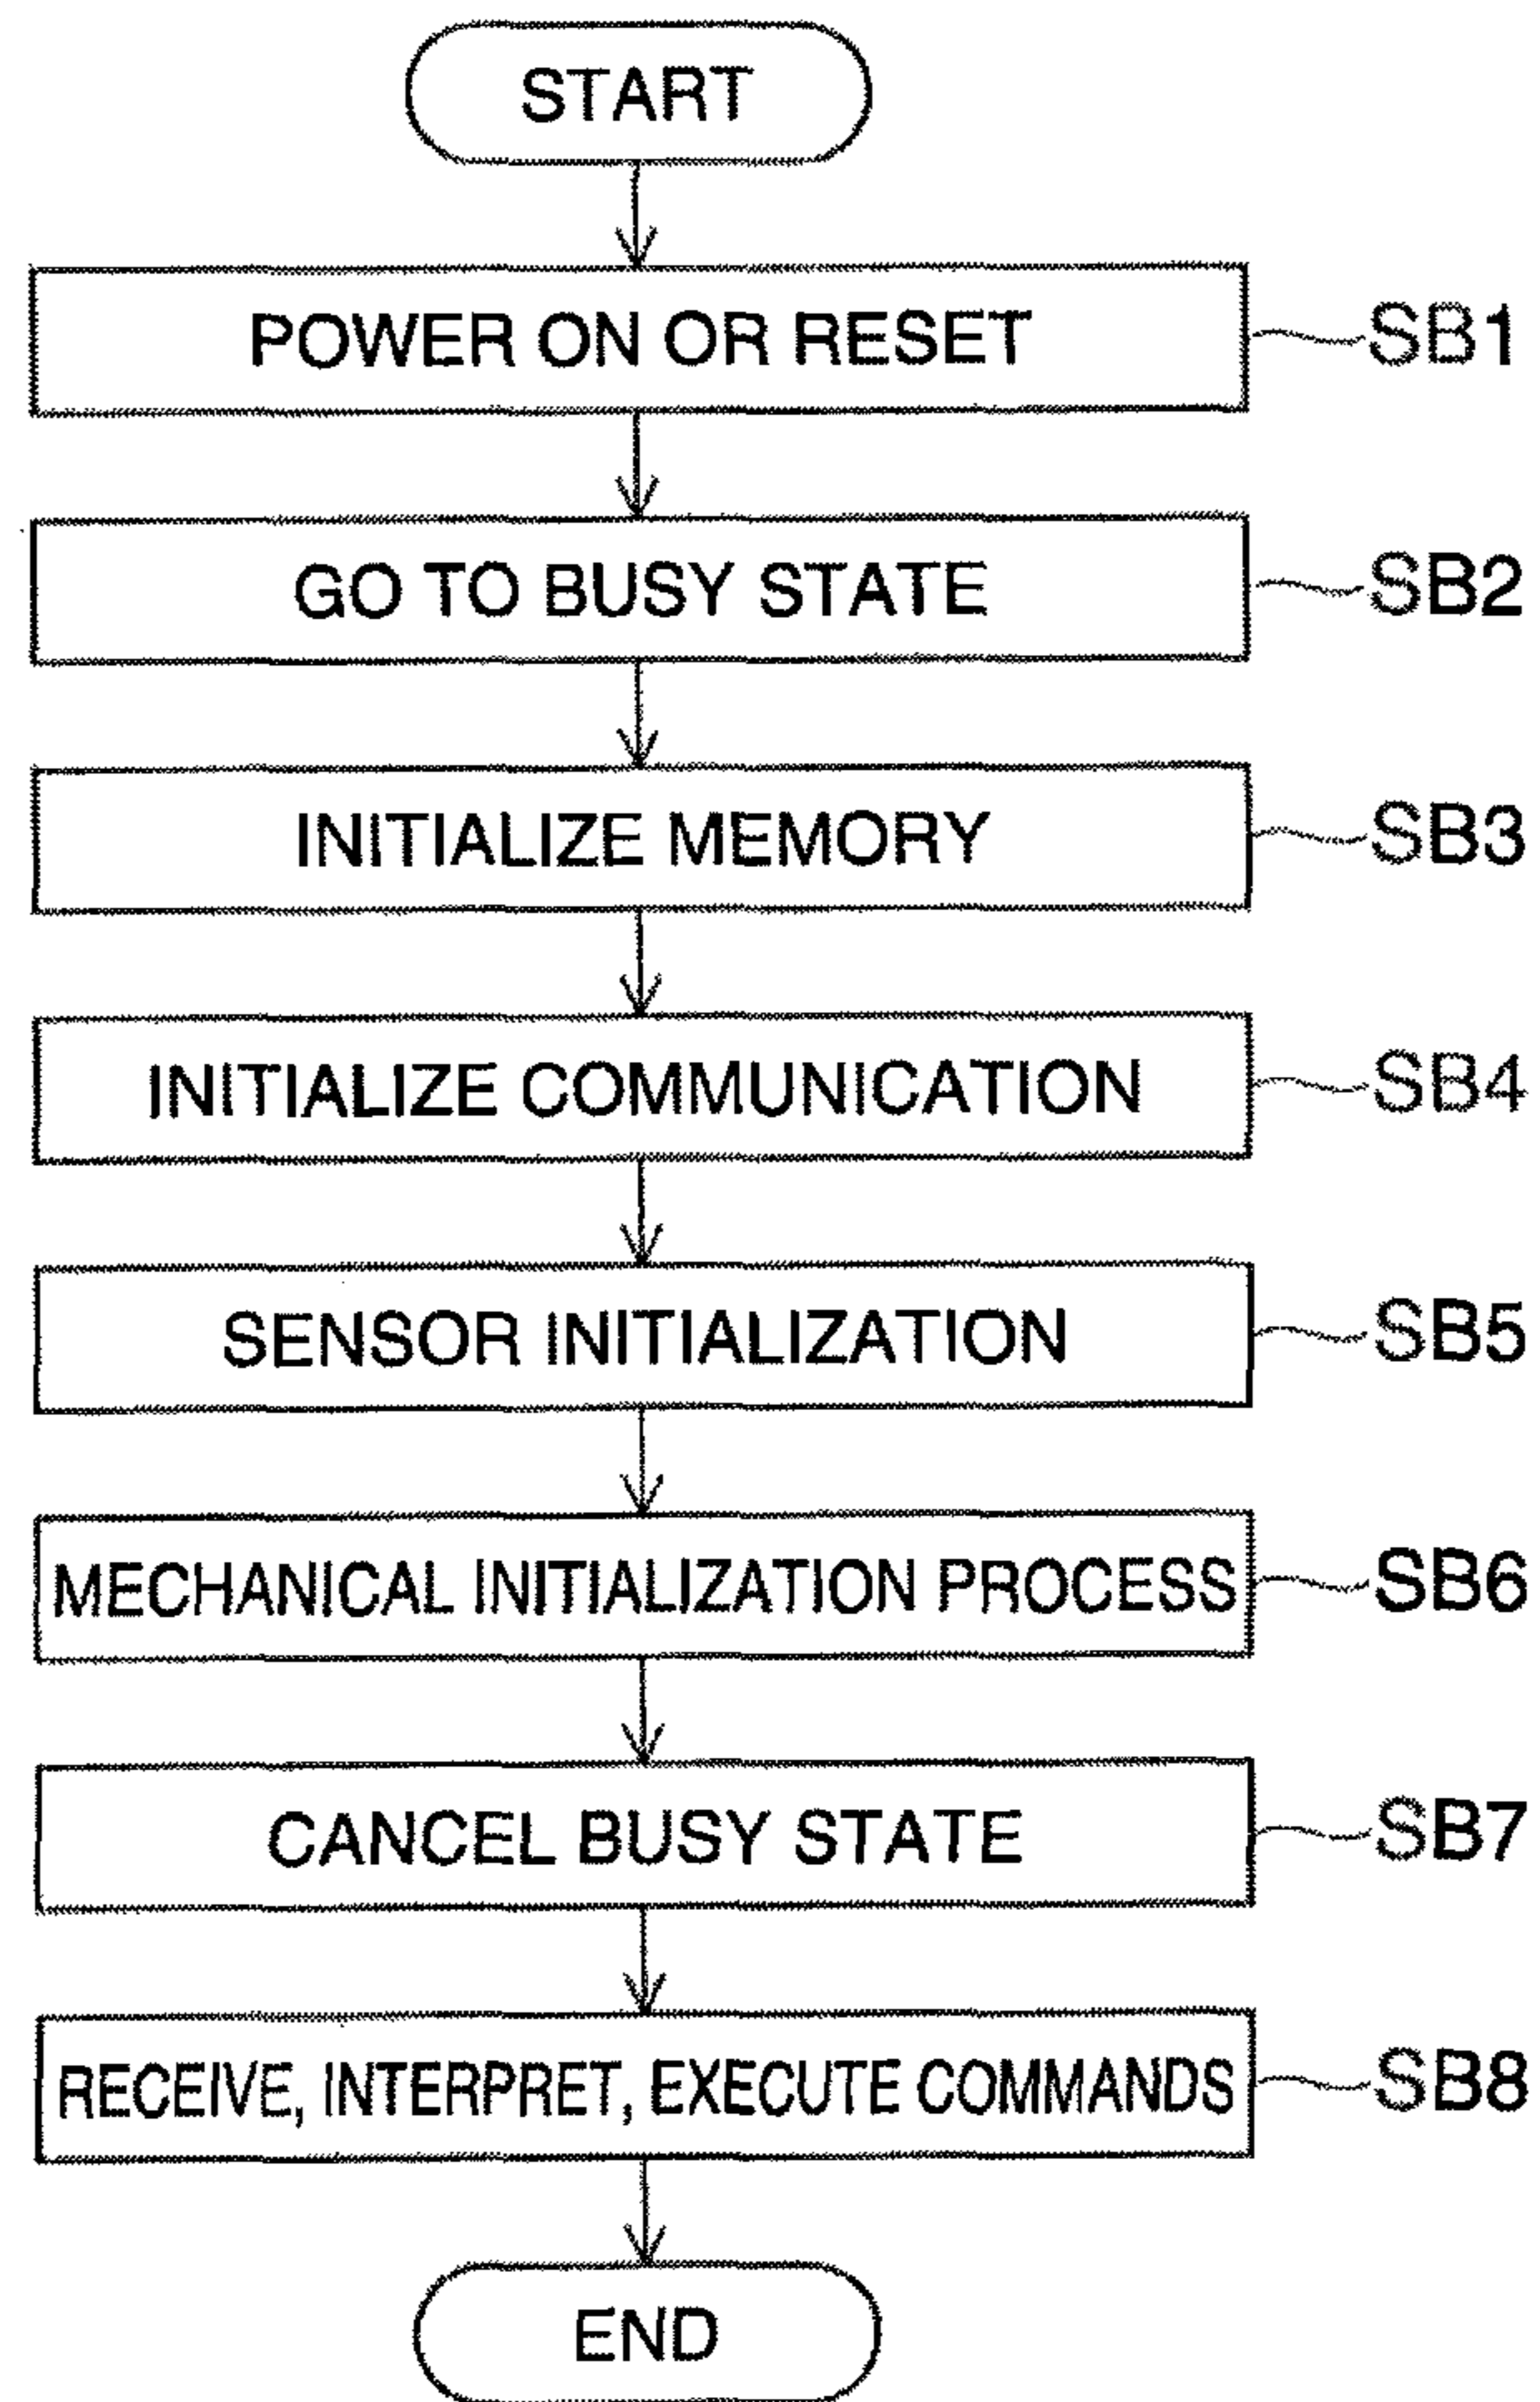 START
POWER ON OR RESET SB1
GO TO BUSY STATE SB2
INITIALIZE MEMORY SB3
INITIALIZE COMMUNICATION SB4
SENSOR INITIALIZATION SB5
MECHANICAL INITIALIZATION PROCESS SB6
CANCEL BUSY STATE SB7
RECEIVE, INTERPRET, EXECUTE COMMANDS SB8
END